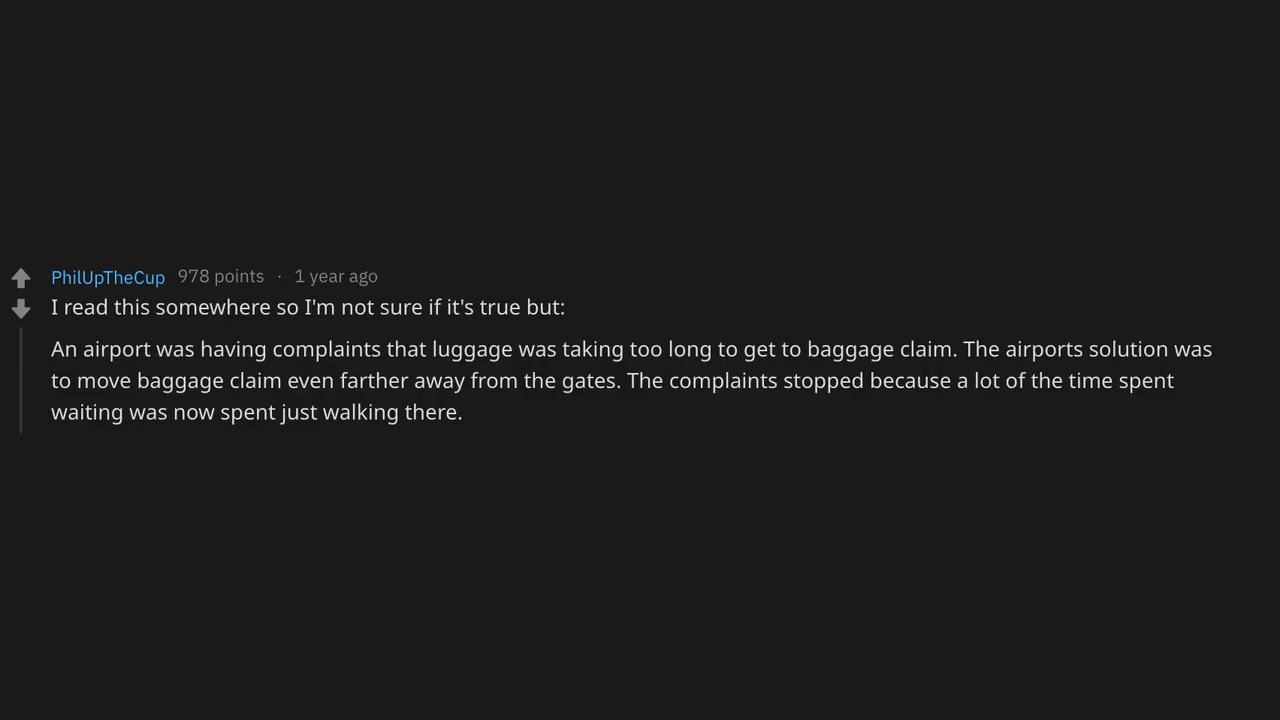 PhilUpTheCup 978 points · 1 year ago
I read this somewhere so I'm not sure if it's true but:
An airport was having complaints that luggage was taking too long to get to baggage claim. The airports solution was
to move baggage claim even farther away from the gates. The complaints stopped because a lot of the time spent
waiting was now spent just walking there.